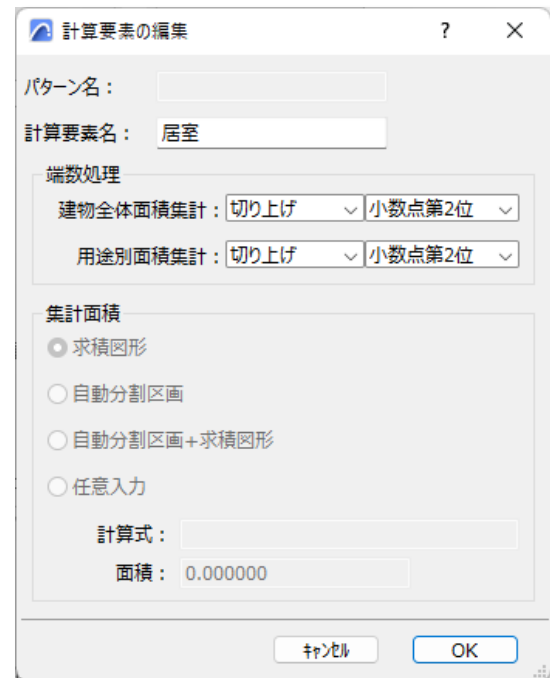 計算要素の編集 ?
パターン名：
計算要素名： 居室
端数処理
建物全体面積集計： 切り上げ 小数点第2位
用途別面積集計： 切り上げ 小数点第2位
集計面積
求積図形
自動分割区画
自動分割区画+求積図形
任意入力
計算式：
面積： 0.000000
ｷｬﾝｾﾙ OK